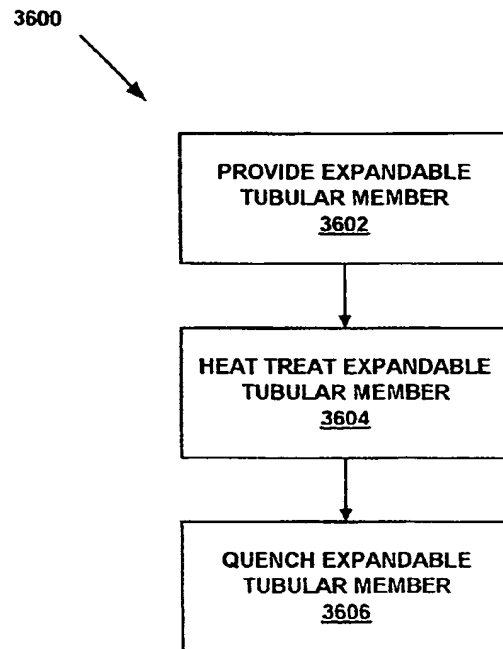 3600
PROVIDE EXPANDABLE
TUBULAR MEMBER
3602
HEAT TREAT EXPANDABLE
TUBULAR MEMBER
3604
QUENCH EXPANDABLE
TUBULAR MEMBER
3606